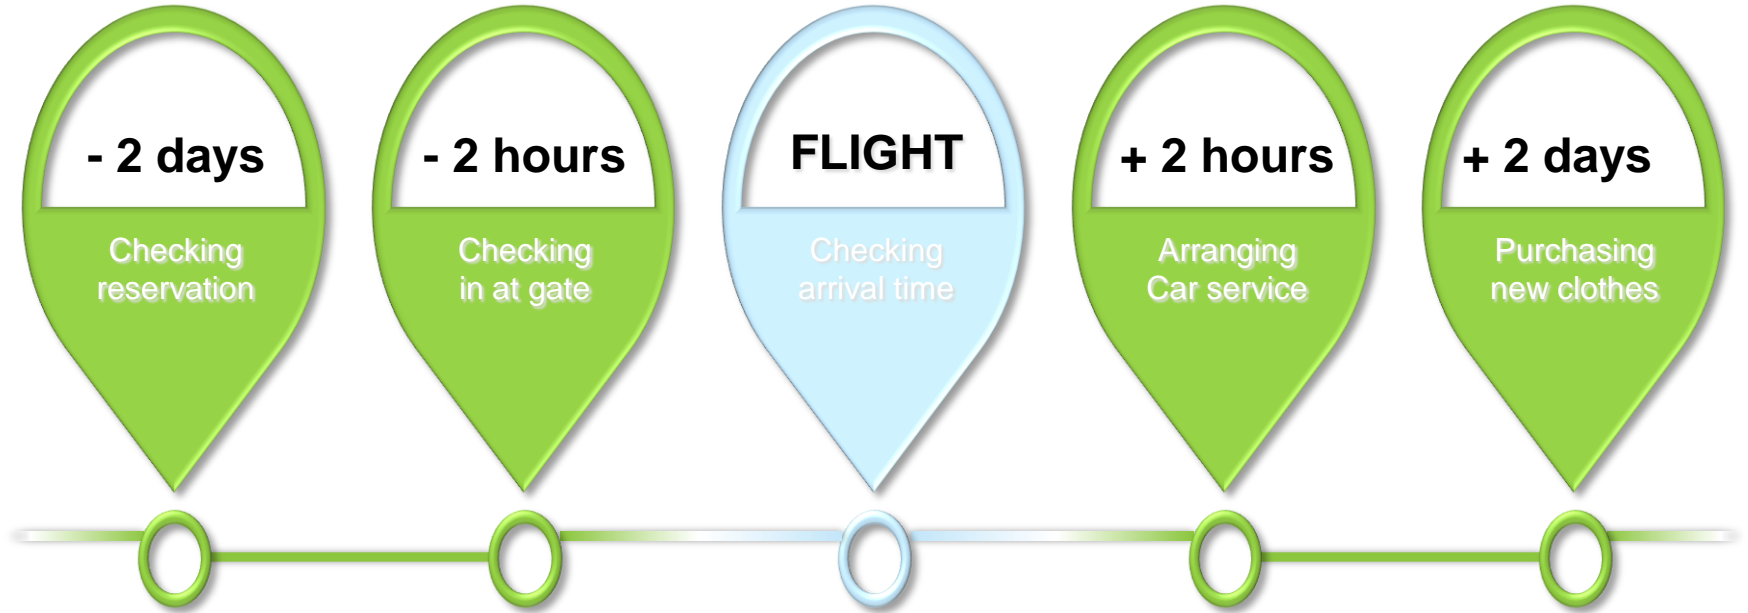 - 2 days
Checking
reservation
- 2 hours
Checking
in at gate
FLIGHT
Checking
arrival time
+ 2 hours
Arranging
Car service
+ 2 days
Purchasing
new clothes